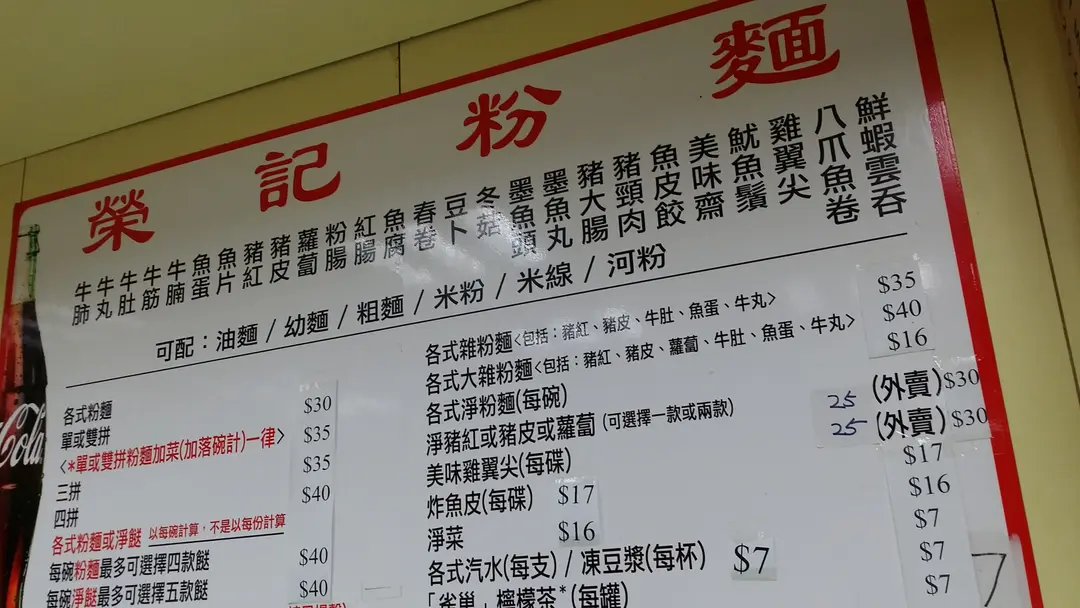 榮記粉麵
牛肺
牛丸
牛肚
牛筋
牛腩
魚蛋
魚片
豬紅
豬皮
蘿蔔
粉腸
紅腸
魚腐
春卷
豆卜
冬菇
墨魚頭
墨魚丸
豬大腸
豬頸肉
魚皮餃
美味齋
魷魚鬚
雞翼尖
八爪魚卷
鮮蝦雲吞
可配：油麵 / 幼麵 / 粗麵 / 米粉 / 米線 / 河粉
各式粉麵 $30
單或雙拼 $35
<*單或雙拼粉麵加菜(加落碗計)一律> $35
三拼 $40
四拼
各式粉麵或淨餸 以每碗計算，不是以每份計算
每碗粉麵最多可選擇四款餸 $40
每碗淨餸最多可選擇五款餸 $40
各式雜粉麵<包括：豬紅、豬皮、牛肚、魚蛋、牛丸> $35
各式大雜粉麵<包括：豬紅、豬皮、蘿蔔、牛肚、魚蛋、牛丸> $40
各式淨粉麵(每碗) $16
淨豬紅或豬皮或蘿蔔 (可選擇一款或兩款) 25 (外賣) $30
美味雞翼尖(每碟) 25 (外賣) $30
炸魚皮(每碟) $17 $17
淨菜 $16 $16
各式汽水(每支) / 凍豆漿(每杯) $7 $7
「雀巢」檸檬茶*(每罐) $7
$7
7
Cola